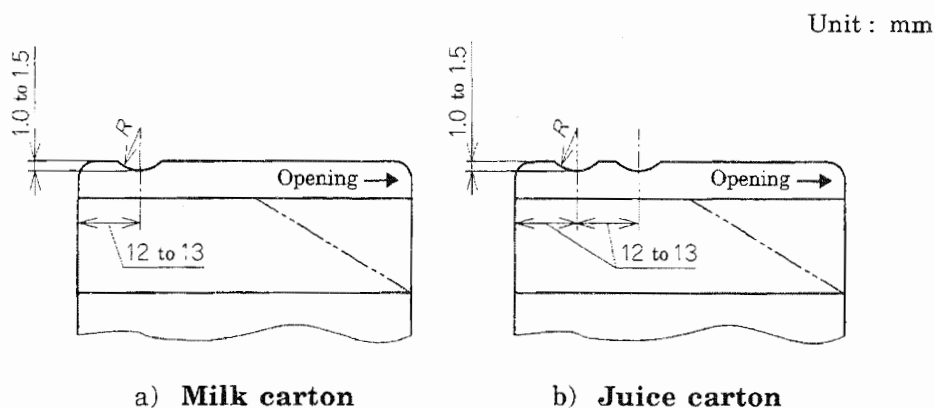 Unit : mm
1.0 to 1.5
R
Opening
12 to 13
a) Milk carton
1.0 to 1.5
R
Opening
12 to 13
b) Juice carton